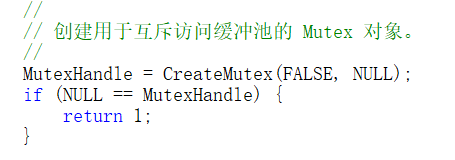 //
// 创建用于互斥访问缓冲池的 Mutex 对象。
//
MutexHandle = CreateMutex(FALSE, NULL);
if (NULL == MutexHandle) {
    return 1;
}